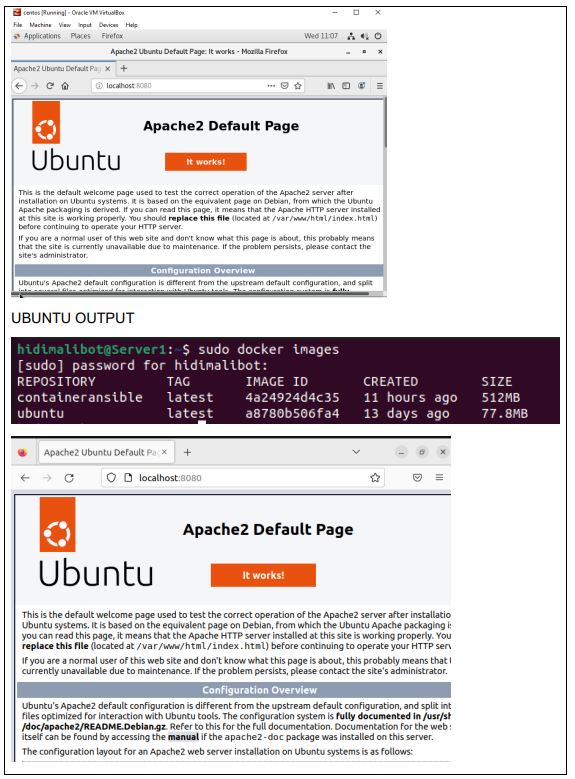 centos [Running] - Oracle VM VirtualBox
File Machine View Input Devices Help
Applications Places Firefox Wed 11:07
Apache2 Ubuntu Default Page: It works - Mozilla Firefox
Apache2 Ubuntu Default Pag × +
localhost:8080
Apache2 Default Page
Ubuntu
It works!
This is the default welcome page used to test the correct operation of the Apache2 server after
installation on Ubuntu systems. It is based on the equivalent page on Debian, from which the Ubuntu
Apache packaging is derived. If you can read this page, it means that the Apache HTTP server installed
at this site is working properly. You should replace this file (located at /var/www/html/index.html)
before continuing to operate your HTTP server.
If you are a normal user of this web site and don't know what this page is about, this probably means
that the site is currently unavailable due to maintenance. If the problem persists, please contact the
site's administrator.
Configuration Overview
Ubuntu's Apache2 default configuration is different from the upstream default configuration, and split
into several files optimized for interaction with Ubuntu tools. The configuration system is fully
UBUNTU OUTPUT
hidimalibot@Server1:~$ sudo docker images
[sudo] password for hidimalibot:
REPOSITORY TAG IMAGE ID CREATED SIZE
containeransible latest 4a24924d4c35 11 hours ago 512MB
ubuntu latest a8780b506fa4 13 days ago 77.8MB
Apache2 Ubuntu Default Pag × +
localhost:8080
Apache2 Default Page
Ubuntu
It works!
This is the default welcome page used to test the correct operation of the Apache2 server after installatio
Ubuntu systems. It is based on the equivalent page on Debian, from which the Ubuntu Apache packaging i
you can read this page, it means that the Apache HTTP server installed at this site is working properly. You
replace this file (located at /var/www/html/index.html) before continuing to operate your HTTP serv
If you are a normal user of this web site and don't know what this page is about, this probably means that
currently unavailable due to maintenance. If the problem persists, please contact the site's administrator.
Configuration Overview
Ubuntu's Apache2 default configuration is different from the upstream default configuration, and split int
files optimized for interaction with Ubuntu tools. The configuration system is fully documented in /usr/sh
/doc/apache2/README.Debian.gz. Refer to this for the full documentation. Documentation for the web s
itself can be found by accessing the manual if the apache2-doc package was installed on this server.
The configuration layout for an Apache2 web server installation on Ubuntu systems is as follows: